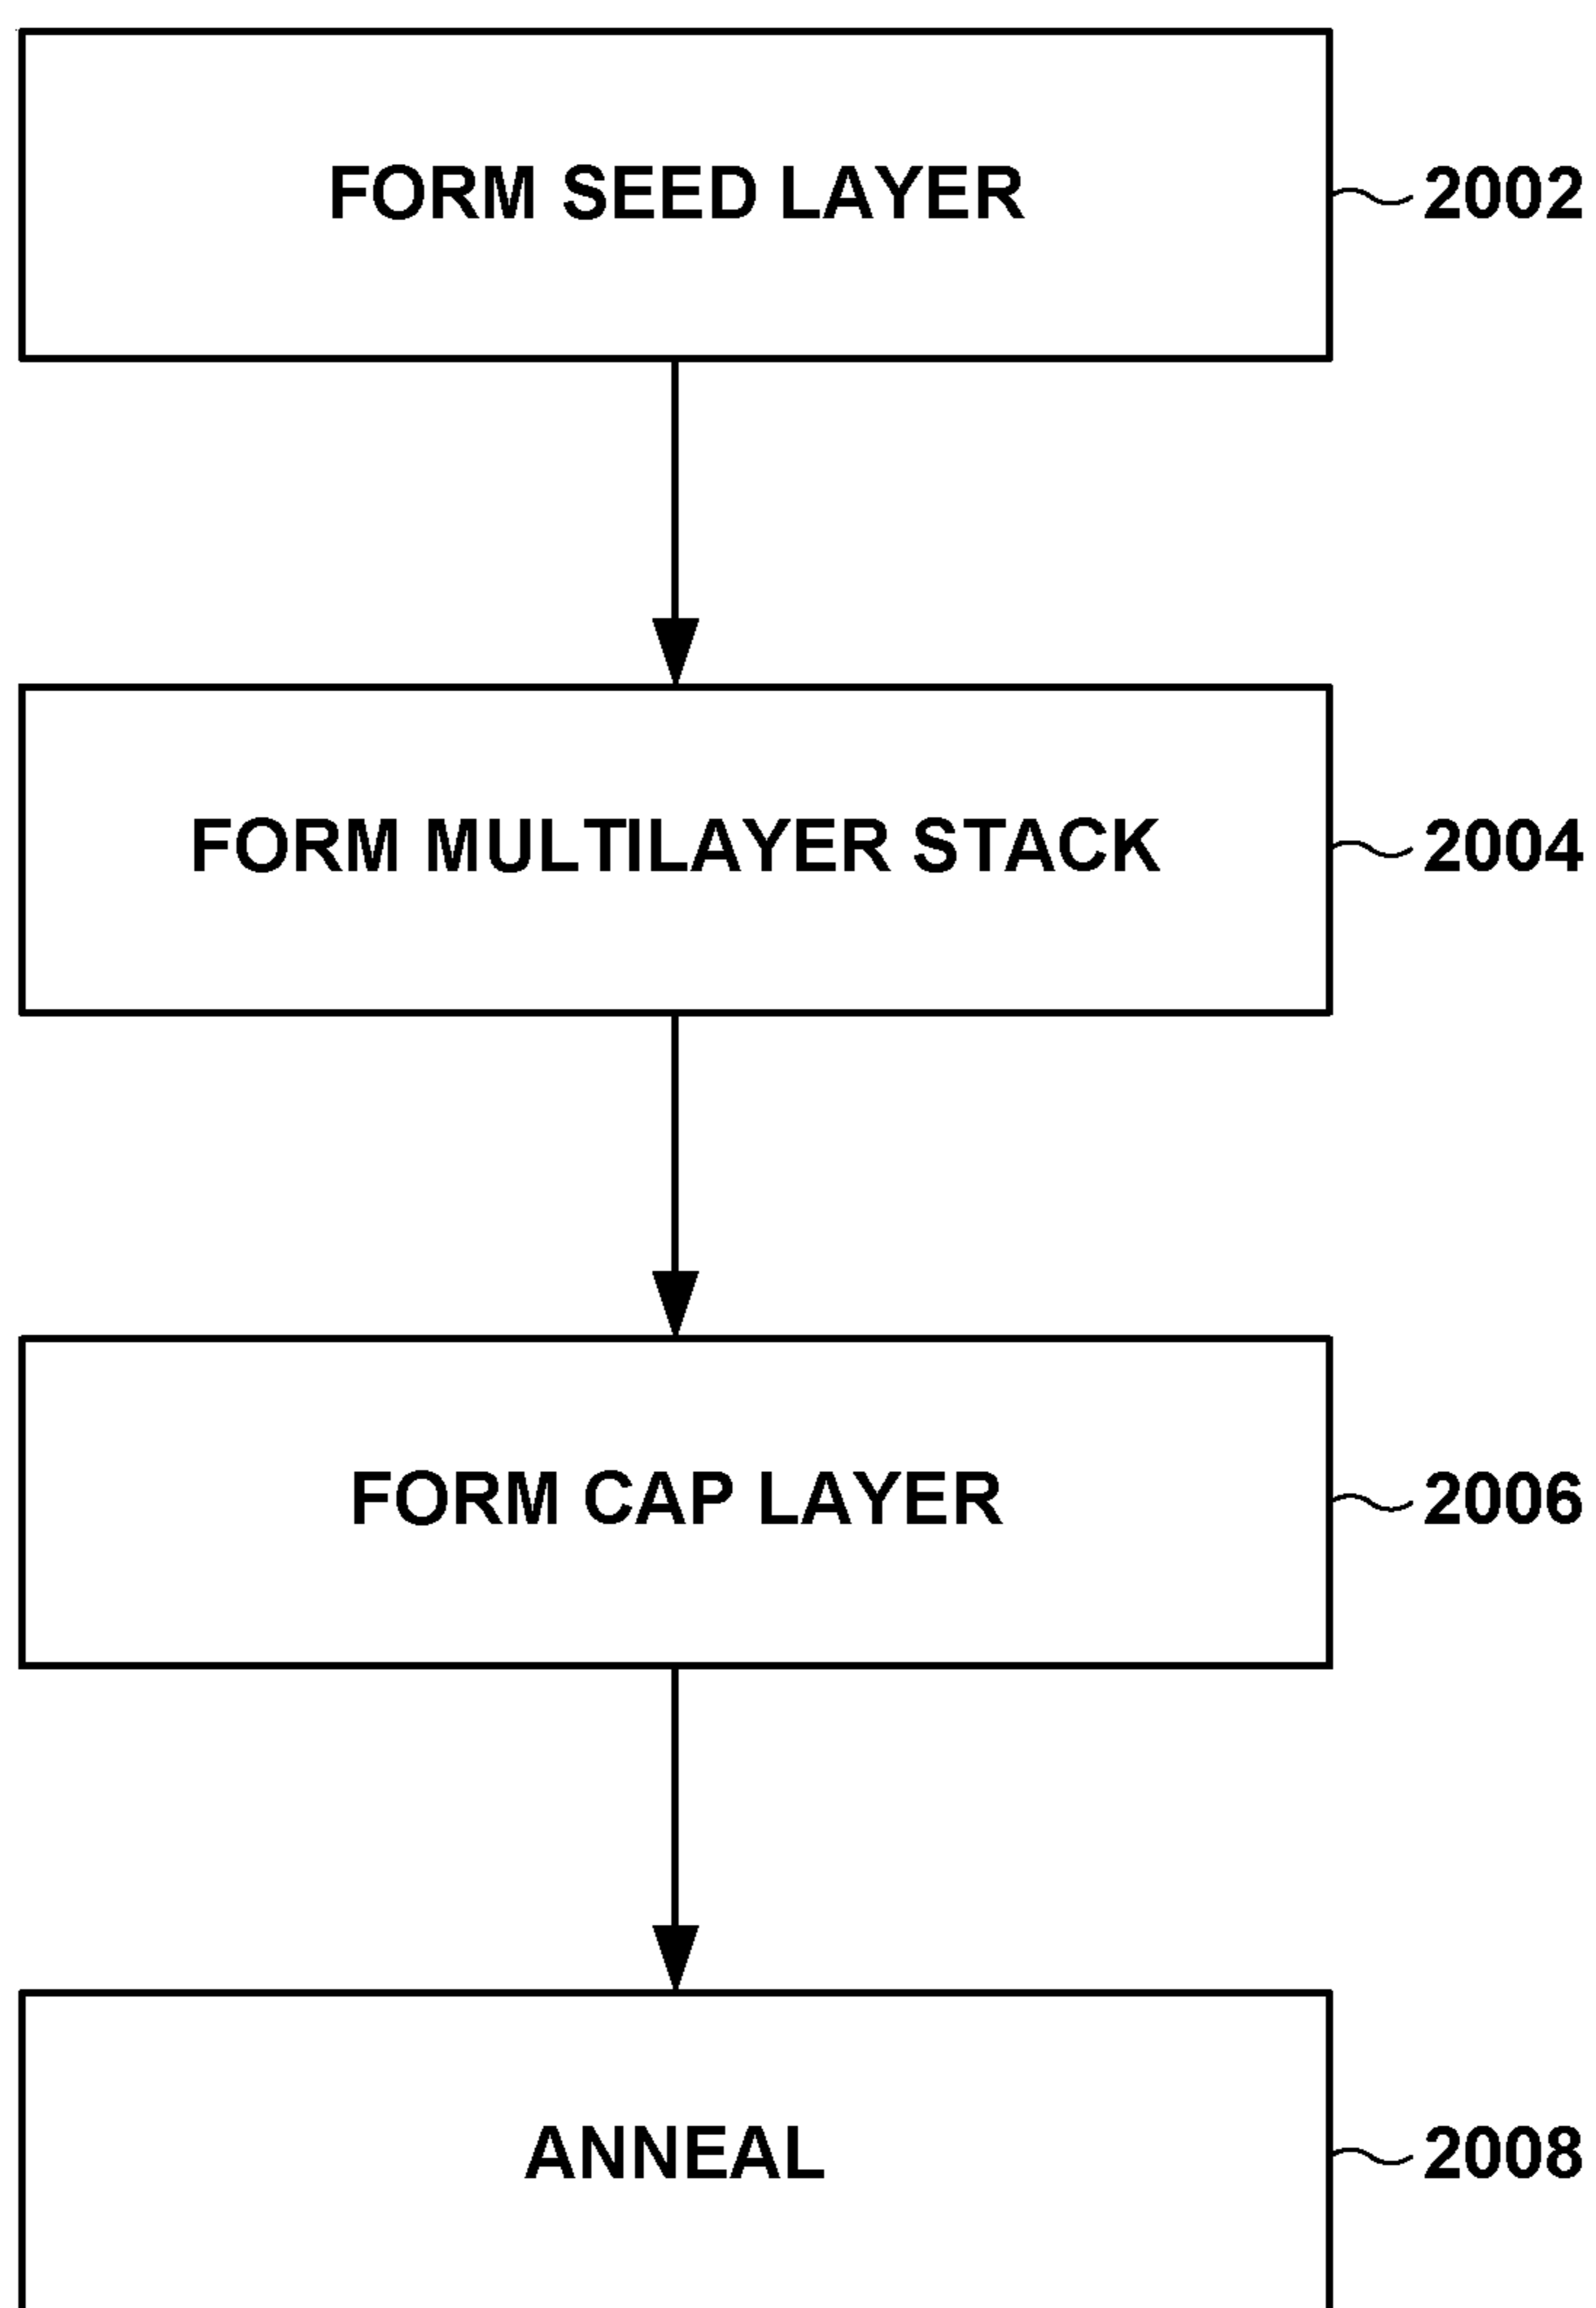 FORM SEED LAYER
2002
FORM MULTILAYER STACK
2004
FORM CAP LAYER
2006
ANNEAL
2008